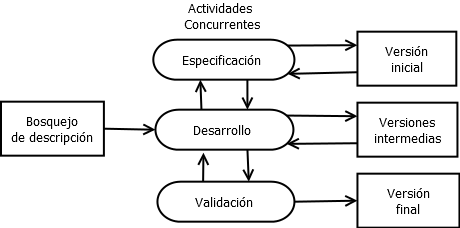 Actividades
Concurrentes
Especificación
Versión
inicial
Bosquejo
de descripción
Desarrollo
Versiones
intermedias
Validación
Versión
final